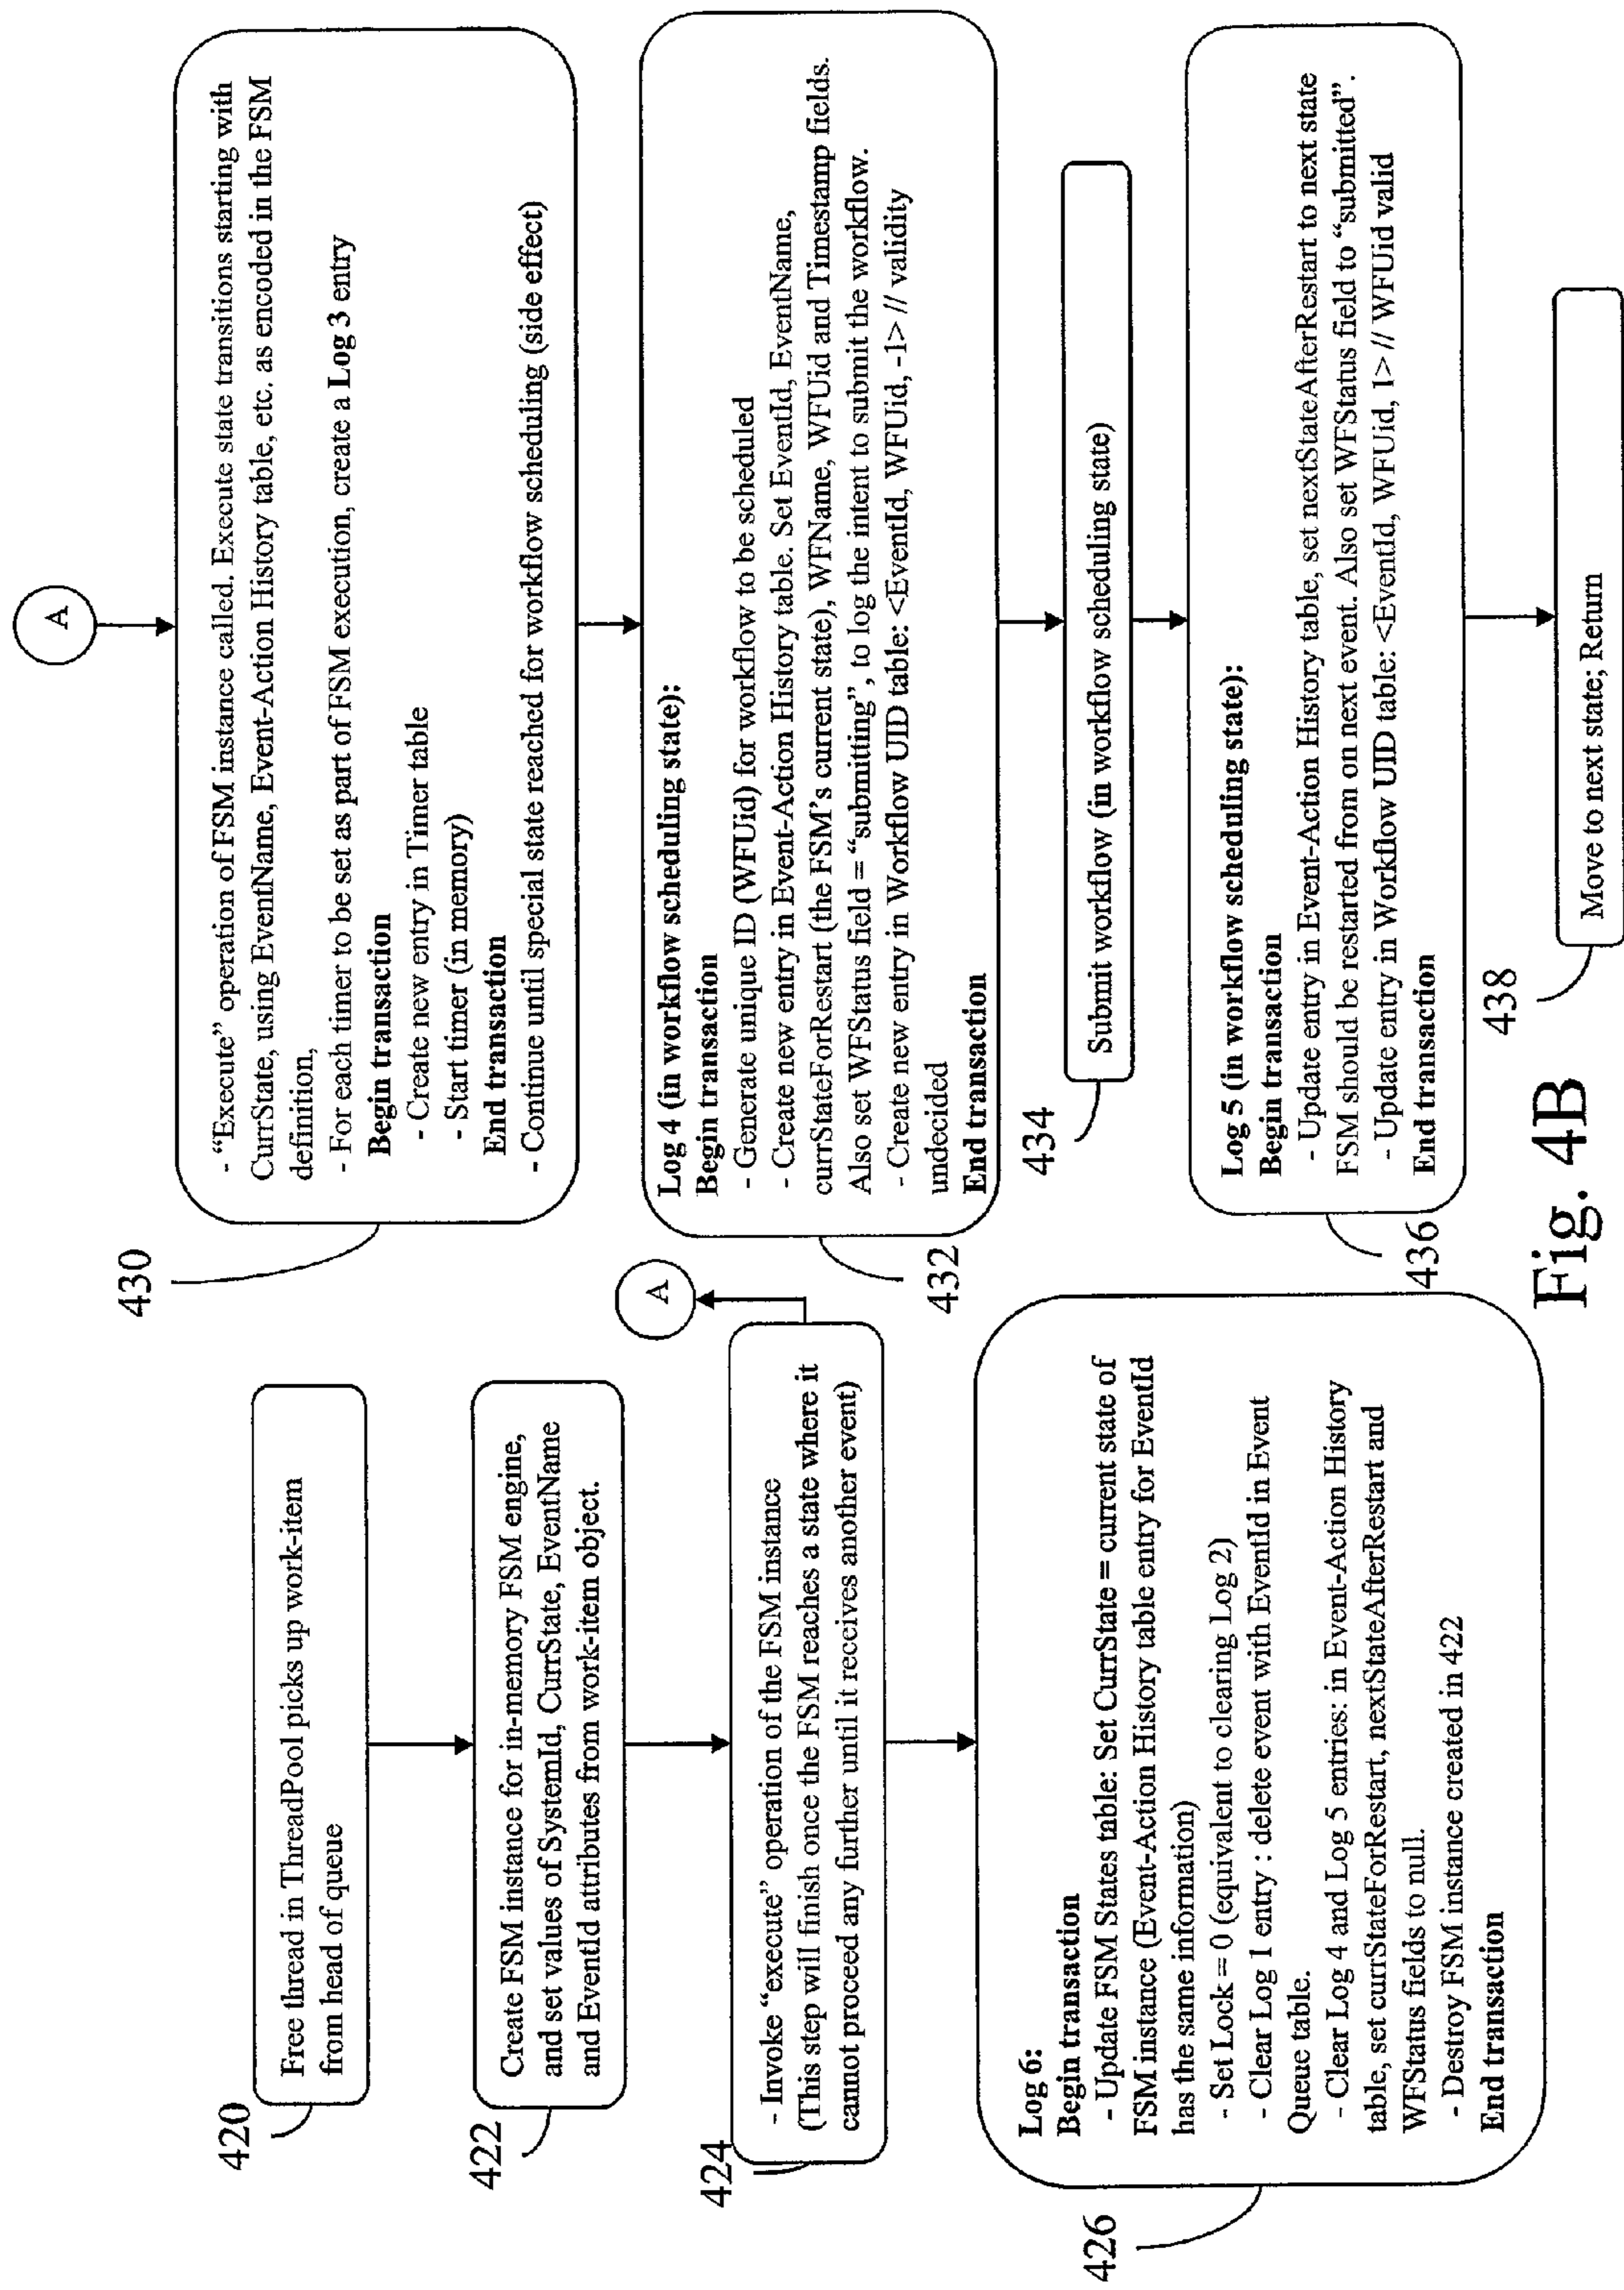 420
Free thread in ThreadPool picks up work-item
from head of queue
422
Create FSM instance for in-memory FSM engine,
and set values of SystemId, CurrState, EventName
and EventId attributes from work-item object.
424
- Invoke “execute” operation of the FSM instance
(This step will finish once the FSM reaches a state where it
cannot proceed any further until it receives another event)
A
426
Log 6:
Begin transaction
- Update FSM States table: Set CurrState = current state of
FSM instance (Event-Action History table entry for EventId
has the same information)
- Set Lock = 0 (equivalent to clearing Log 2)
- Clear Log 1 entry : delete event with EventId in Event
Queue table.
- Clear Log 4 and Log 5 entries: in Event-Action History
table, set currStateForRestart, nextStateAfterRestart and
WFStatus fields to null.
- Destroy FSM instance created in 422
End transaction
A
430
- “Execute” operation of FSM instance called. Execute state transitions starting with
CurrState, using EventName, Event-Action History table, etc. as encoded in the FSM
definition,
- For each timer to be set as part of FSM execution, create a Log 3 entry
Begin transaction
- Create new entry in Timer table
- Start timer (in memory)
End transaction
- Continue until special state reached for workflow scheduling (side effect)
432
Log 4 (in workflow scheduling state):
Begin transaction
- Generate unique ID (WFUid) for workflow to be scheduled
- Create new entry in Event-Action History table. Set EventId, EventName,
currStateForRestart (the FSM's current state), WFName, WFUid and Timestamp fields.
Also set WFStatus field = “submitting”, to log the intent to submit the workflow.
- Create new entry in Workflow UID table: <EventId, WFUid, -1> // validity
undecided
End transaction
434
Submit workflow (in workflow scheduling state)
436
Log 5 (in workflow scheduling state):
Begin transaction
- Update entry in Event-Action History table, set nextStateAfterRestart to next state
FSM should be restarted from on next event. Also set WFStatus field to “submitted”.
- Update entry in Workflow UID table: <EventId, WFUid, 1> // WFUid valid
End transaction
438
Move to next state; Return
Fig. 4B